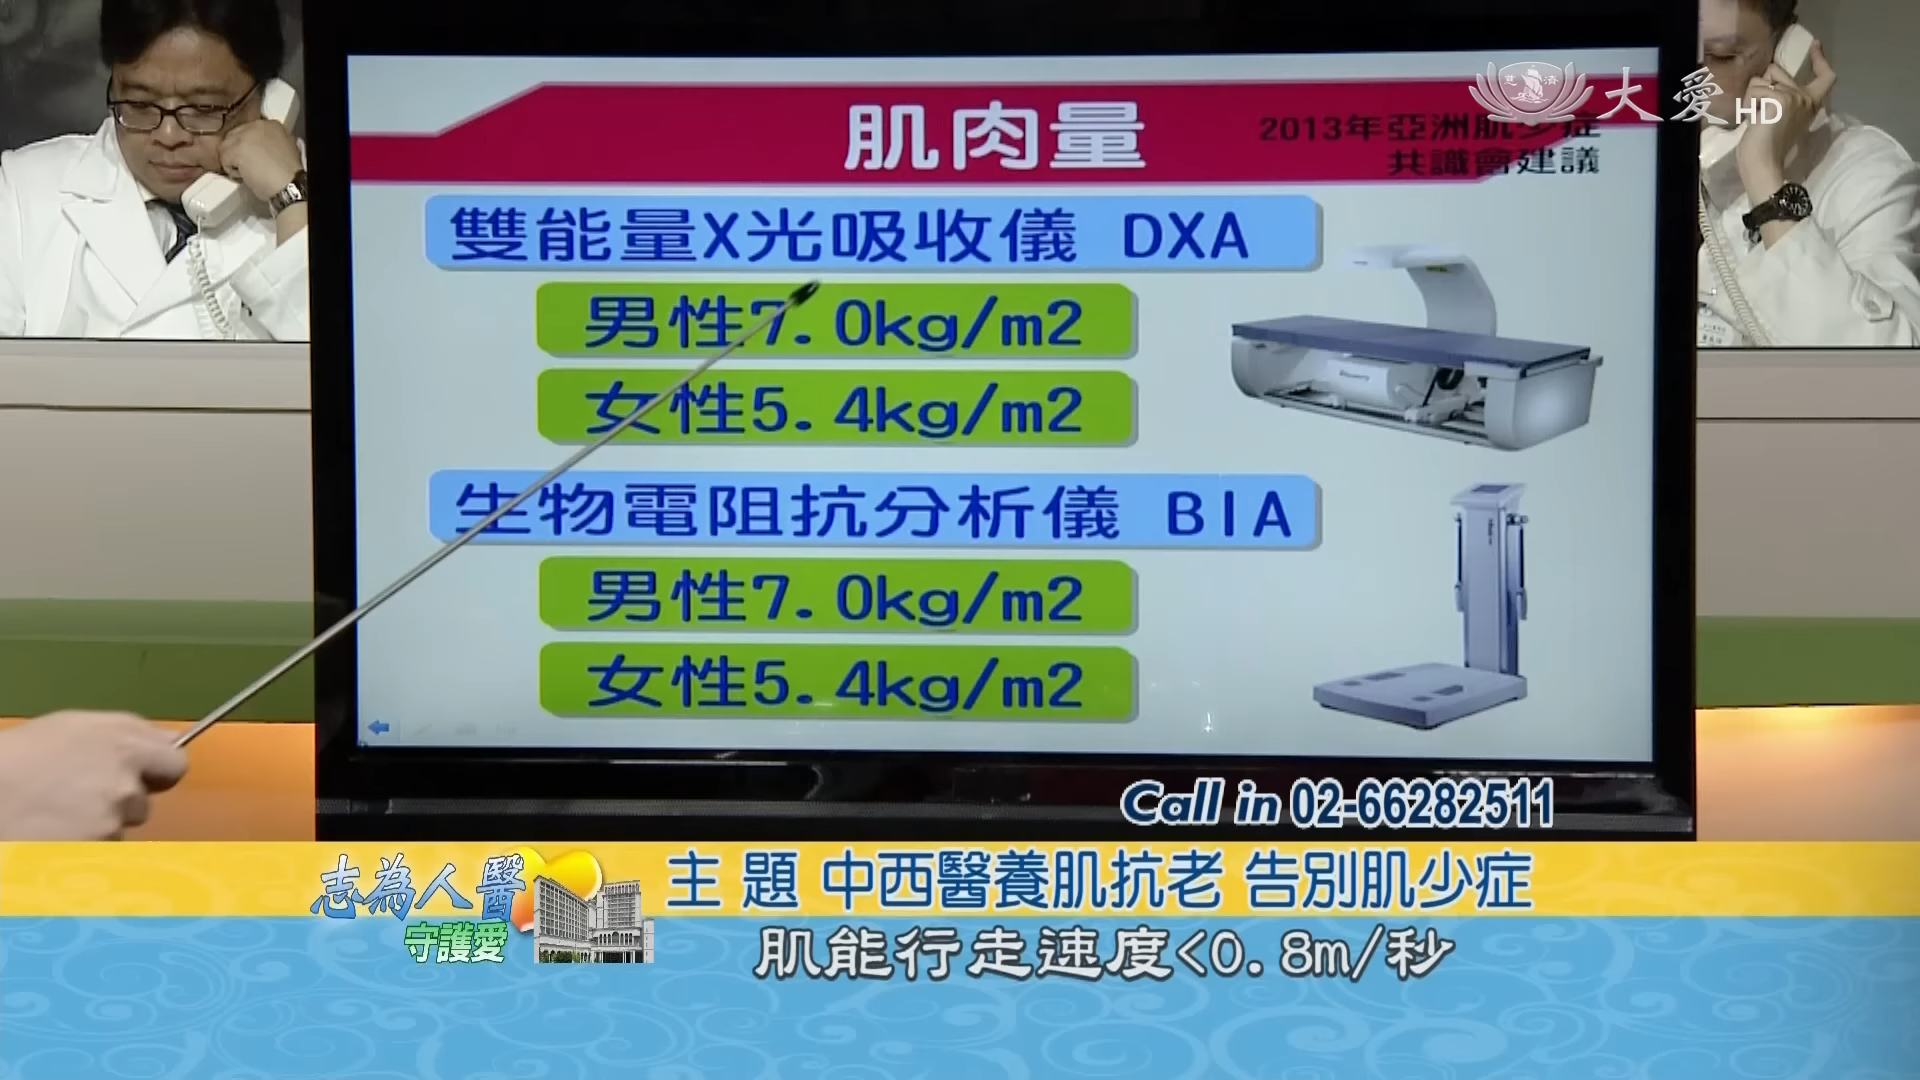 大愛HD
肌肉量
2013年亞洲肌少症
共識會建議
雙能量X光吸收儀 DXA
男性7.0kg/m2
女性5.4kg/m2
生物電阻抗分析儀 BIA
男性7.0kg/m2
女性5.4kg/m2
Call in 02-66282511
志為人醫
守護愛
主題 中西醫養肌抗老 告別肌少症
肌能行走速度<0.8m/秒